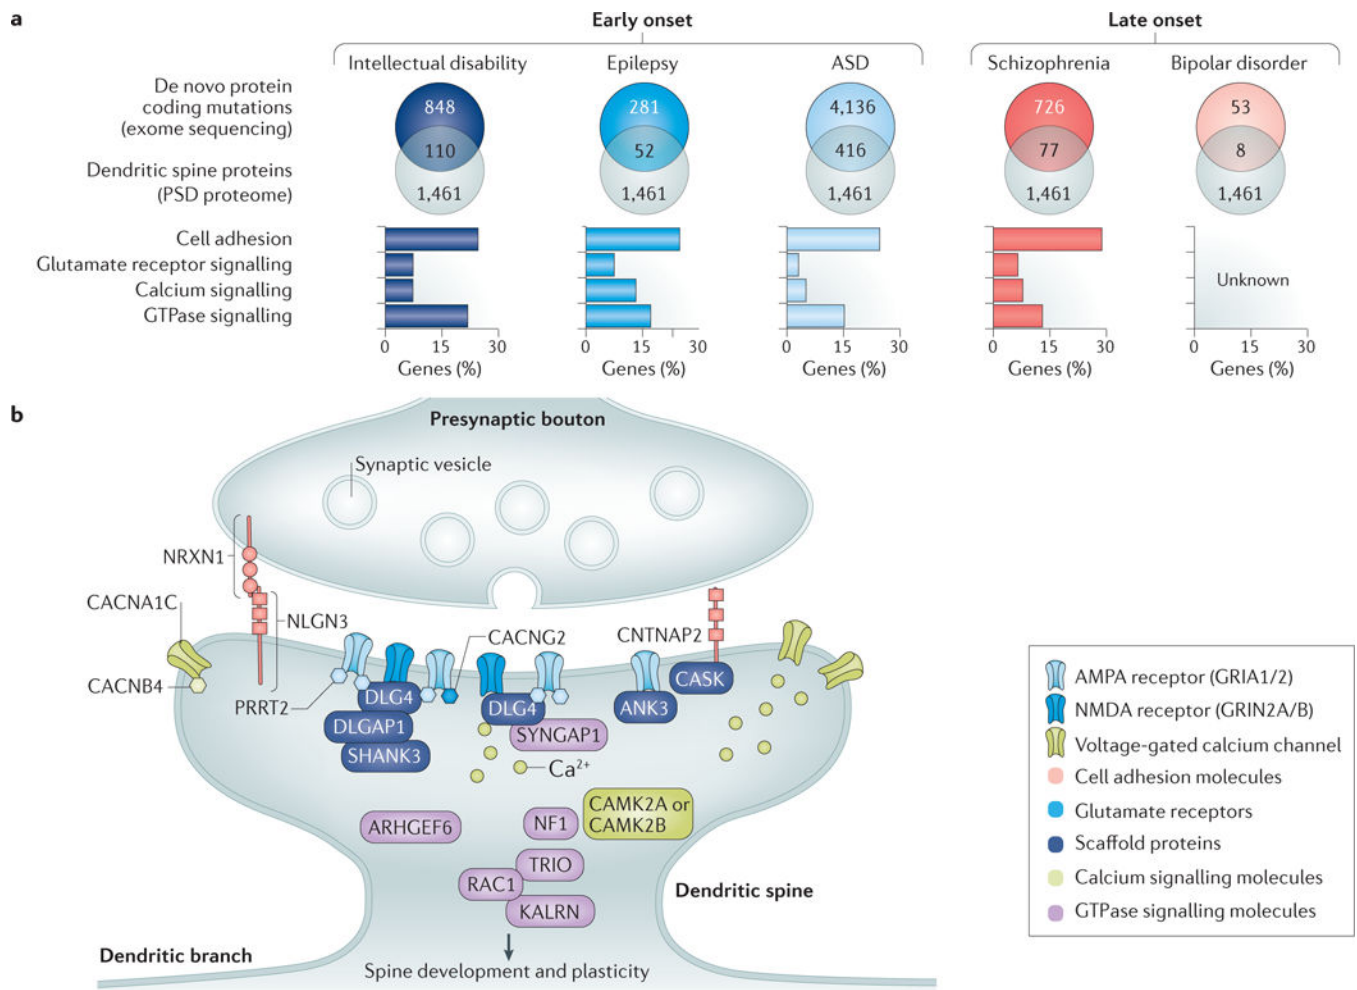 a
Early onset
Late onset
Intellectual disability
Epilepsy
ASD
Schizophrenia
Bipolar disorder
De novo protein
coding mutations
(exome sequencing)
848
281
4,136
726
53
110
52
416
77
8
Dendritic spine proteins
(PSD proteome)
1,461
1,461
1,461
1,461
1,461
Cell adhesion
Glutamate receptor signalling
Calcium signalling
GTPase signalling
Unknown
0 15 30
0 15 30
0 15 30
0 15 30
0 15 30
Genes (%)
Genes (%)
Genes (%)
Genes (%)
Genes (%)
b
Presynaptic bouton
Synaptic vesicle
NRXN1
CACNA1C
NLGN3
CACNG2
CNTNAP2
CACNB4
PRRT2
DLG4
DLGAP1
SHANK3
DLG4
SYNGAP1
ANK3
CASK
Ca2+
ARHGEF6
NF1
CAMK2A or
CAMK2B
TRIO
RAC1
KALRN
Dendritic spine
Dendritic branch
Spine development and plasticity
AMPA receptor (GRIA1/2)
NMDA receptor (GRIN2A/B)
Voltage-gated calcium channel
Cell adhesion molecules
Glutamate receptors
Scaffold proteins
Calcium signalling molecules
GTPase signalling molecules